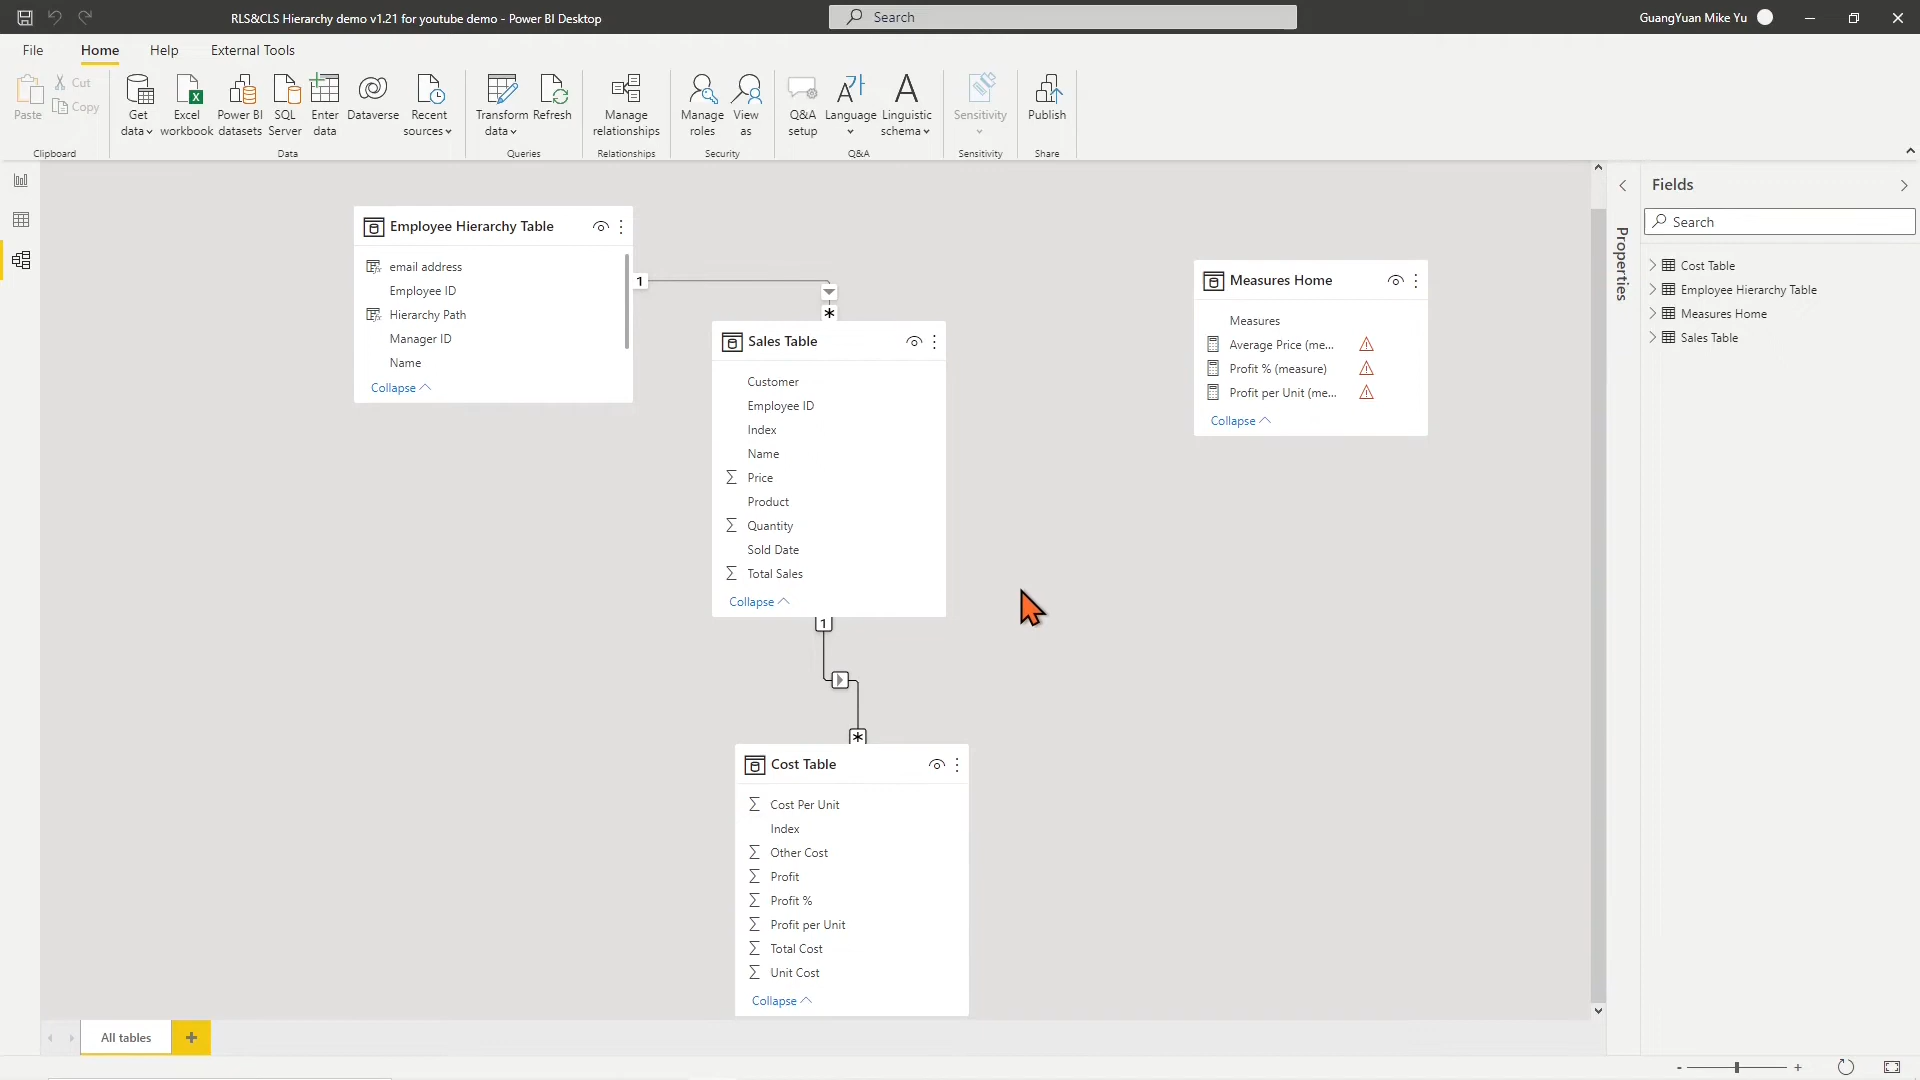 RLS&CLS Hierarchy demo v1.21 for youtube demo - Power BI Desktop
Search
GuangYuan Mike Yu
File
Home
Help
External Tools
Paste
Cut
Copy
Clipboard
Get data
Excel workbook
Power BI datasets
SQL Server
Enter data
Dataverse
Recent sources
Data
Transform data
Refresh
Queries
Manage relationships
Relationships
Manage roles
View as
Security
Q&A setup
Language
Linguistic schema
Q&A
Sensitivity
Sensitivity
Publish
Share
Employee Hierarchy Table
email address
Employee ID
Hierarchy Path
Manager ID
Name
Collapse
1
*
Sales Table
Customer
Employee ID
Index
Name
Σ Price
Product
Σ Quantity
Sold Date
Σ Total Sales
Collapse
1
*
Cost Table
Σ Cost Per Unit
Index
Σ Other Cost
Σ Profit
Σ Profit %
Σ Profit per Unit
Σ Total Cost
Σ Unit Cost
Collapse
Measures Home
Measures
Average Price (me...
Profit % (measure)
Profit per Unit (me...
Collapse
Properties
Fields
Search
Cost Table
Employee Hierarchy Table
Measures Home
Sales Table
All tables
+
- +